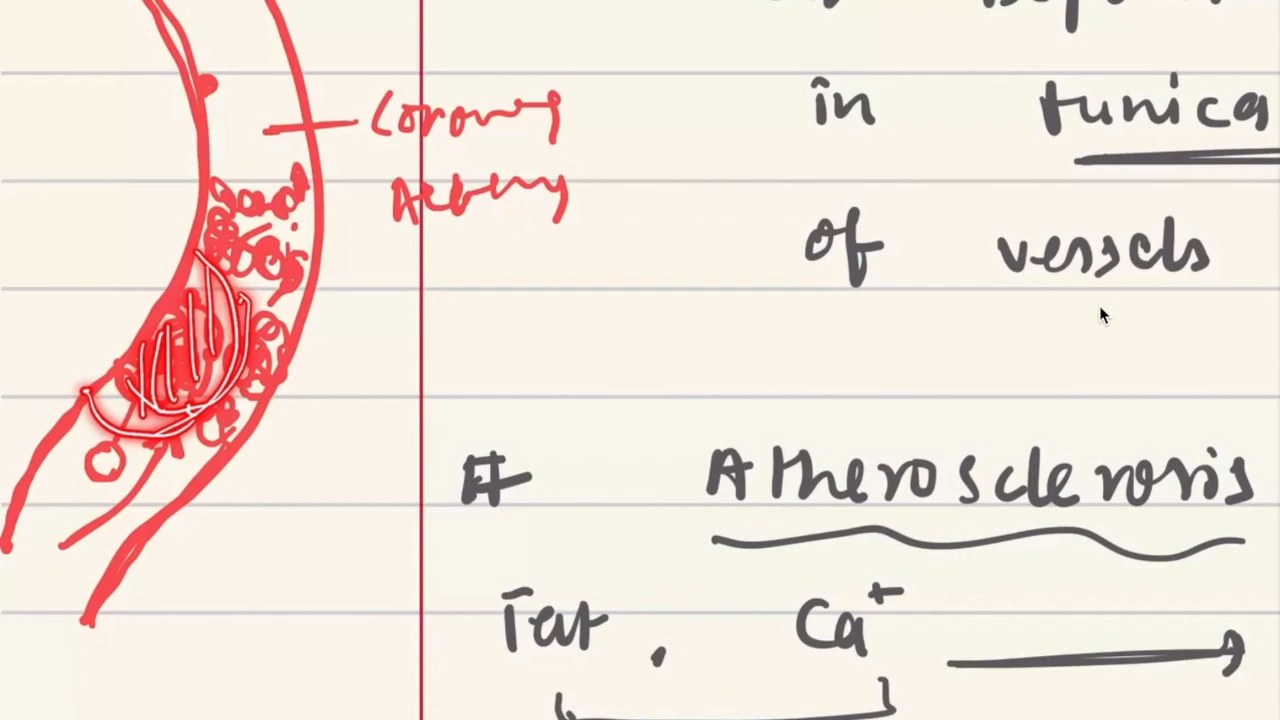 Coronary
Artery
in tunica
of vessels
# Atherosclerosis
Fat, Ca+